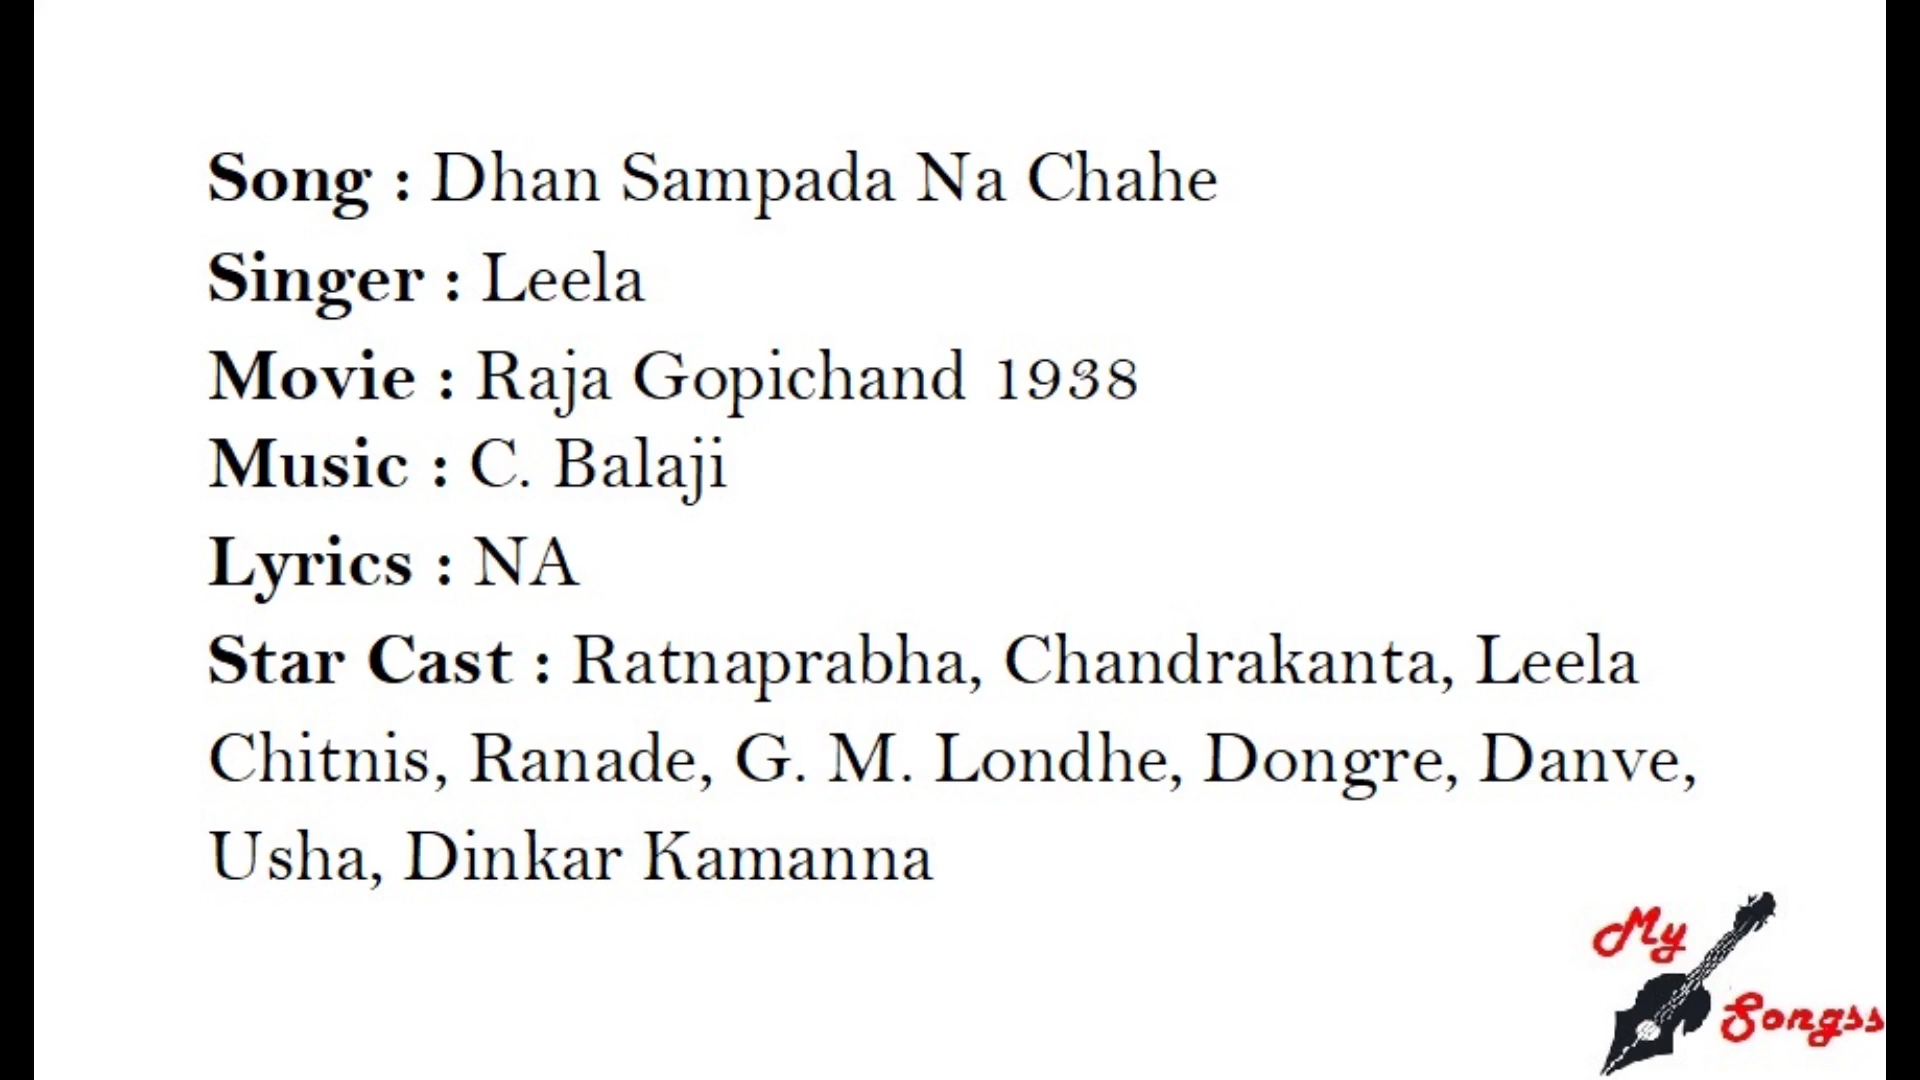 Song : Dhan Sampada Na Chahe
Singer : Leela
Movie : Raja Gopichand 1938
Music : C. Balaji
Lyrics : NA
Star Cast : Ratnaprabha, Chandrakanta, Leela
Chitnis, Ranade, G. M. Londhe, Dongre, Danve,
Usha, Dinkar Kamanna
My
Songss